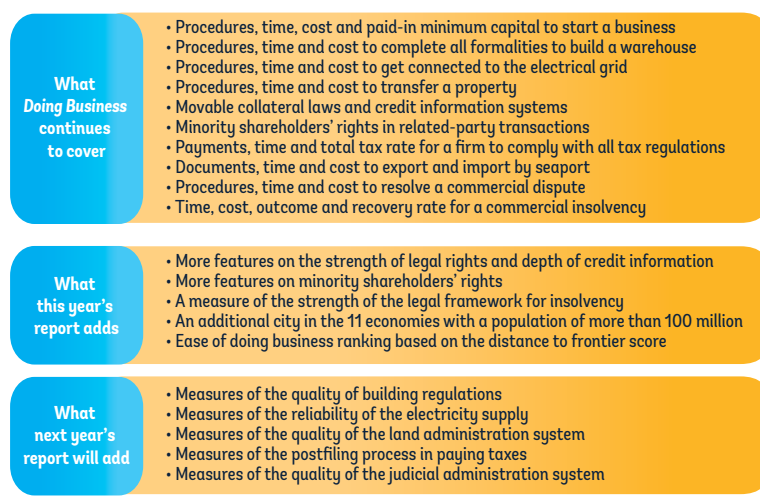 What
Doing Business
continues
to cover
• Procedures, time, cost and paid-in minimum capital to start a business
• Procedures, time and cost to complete all formalities to build a warehouse
• Procedures, time and cost to get connected to the electrical grid
• Procedures, time and cost to transfer a property
• Movable collateral laws and credit information systems
• Minority shareholders' rights in related-party transactions
• Payments, time and total tax rate for a firm to comply with all tax regulations
• Documents, time and cost to export and import by seaport
• Procedures, time and cost to resolve a commercial dispute
• Time, cost, outcome and recovery rate for a commercial insolvency
What
this year's
report adds
• More features on the strength of legal rights and depth of credit information
• More features on minority shareholders' rights
• A measure of the strength of the legal framework for insolvency
• An additional city in the 11 economies with a population of more than 100 million
• Ease of doing business ranking based on the distance to frontier score
What
next year's
report will add
• Measures of the quality of building regulations
• Measures of the reliability of the electricity supply
• Measures of the quality of the land administration system
• Measures of the postfiling process in paying taxes
• Measures of the quality of the judicial administration system